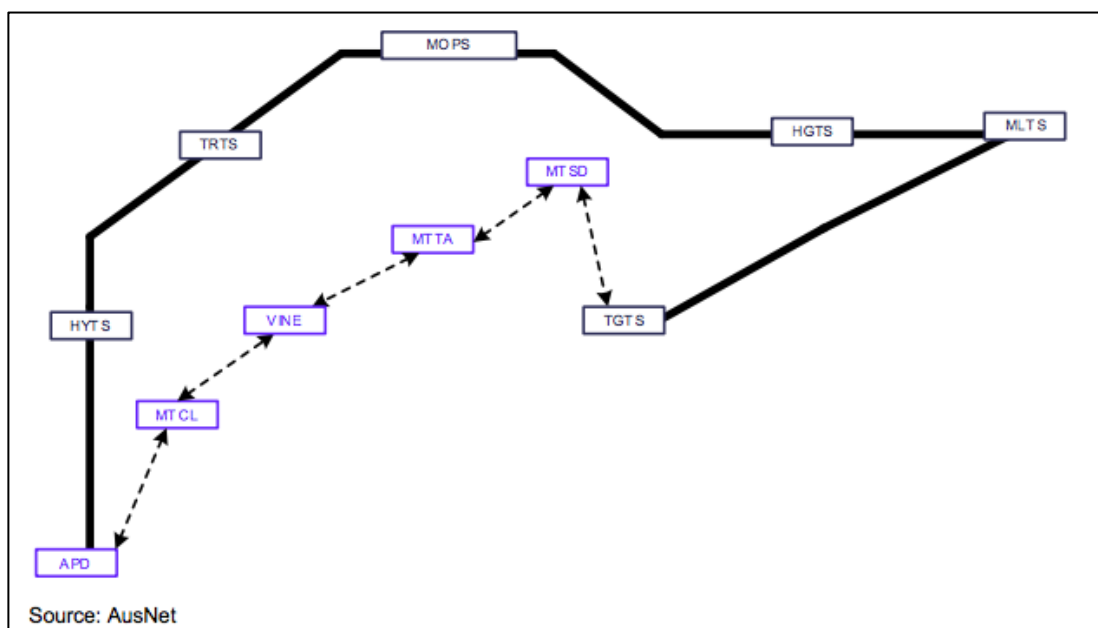 MOPS
HGTS
MLTS
TRTS
MTSD
MTTA
HYTS
VINE
TGTS
MTCL
APD
Source: AusNet